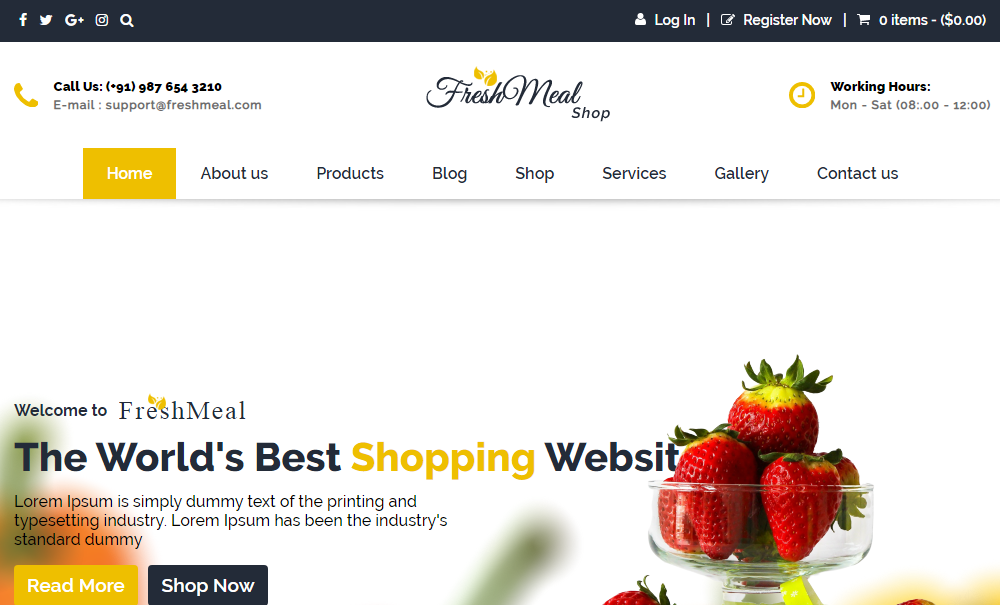 Log In | Register Now | 0 items - ($0.00)
Call Us: (+91) 987 654 3210
E-mail : support@freshmeal.com
FreshMeal
Shop
Working Hours:
Mon - Sat (08:.00 - 12:00)
Home About us Products Blog Shop Services Gallery Contact us
Welcome to FreshMeal
The World's Best Shopping Websit
Lorem Ipsum is simply dummy text of the printing and
typesetting industry. Lorem Ipsum has been the industry's
standard dummy
Read More Shop Now